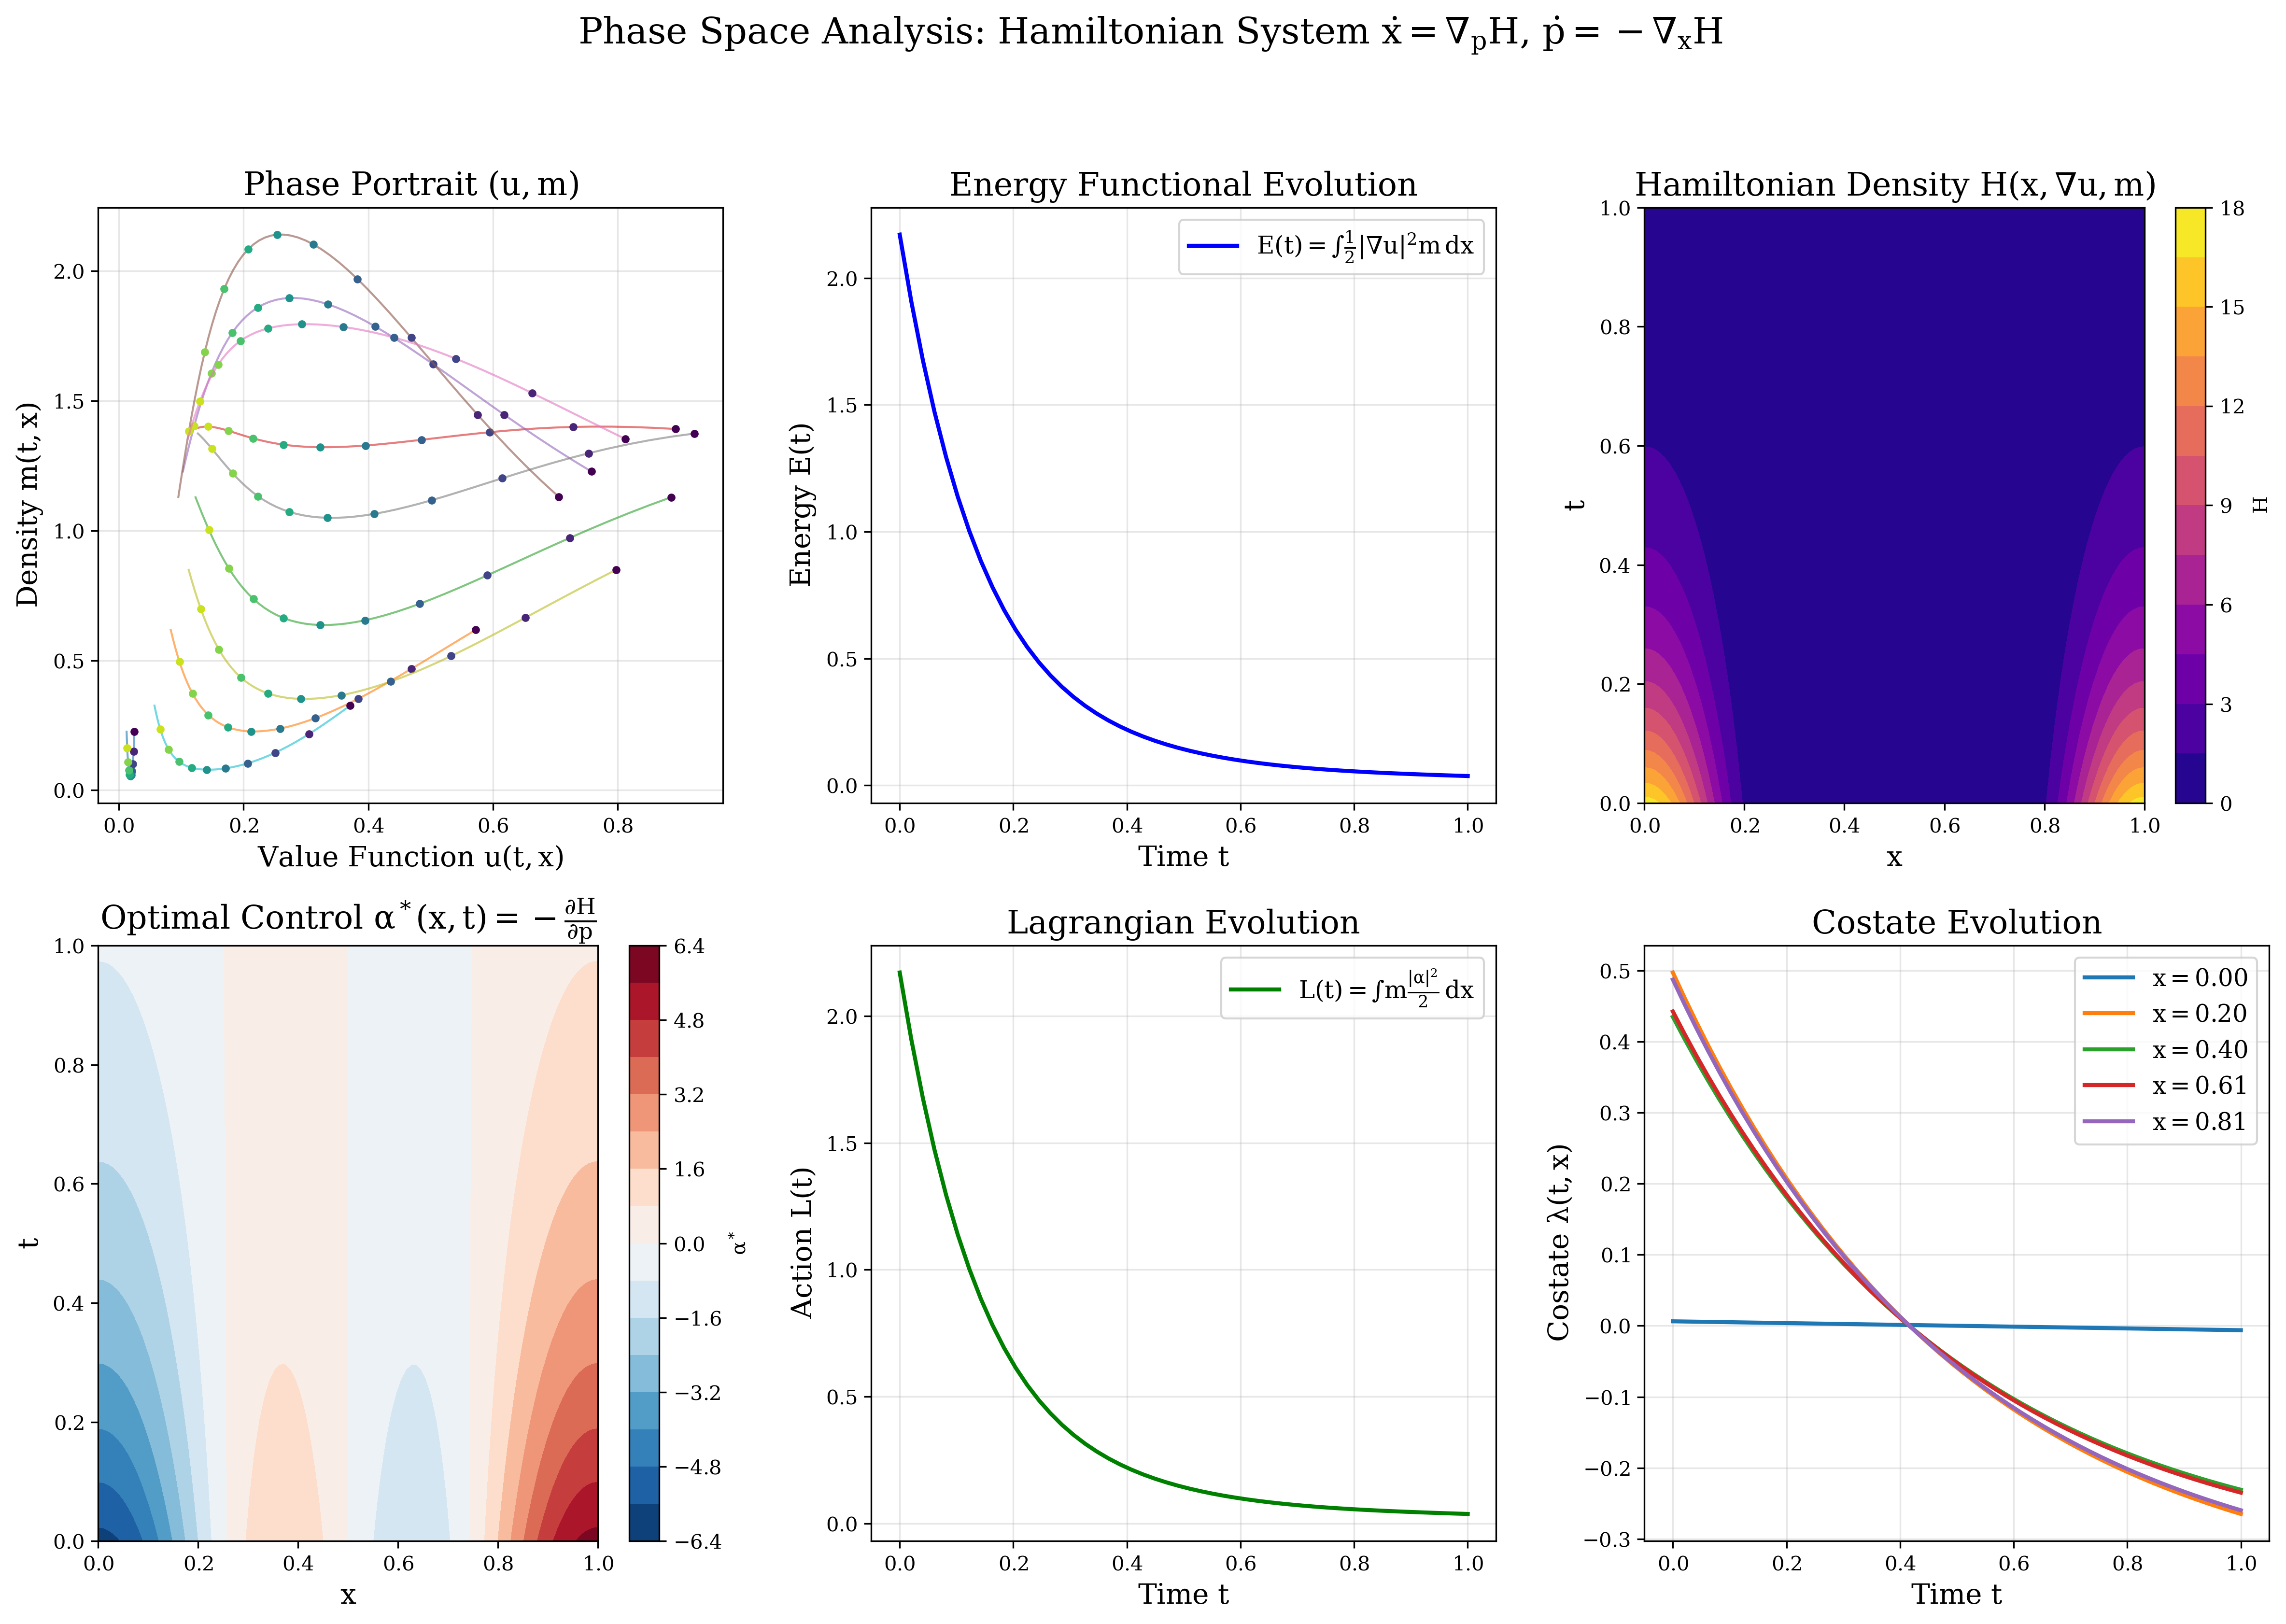 Phase Space Analysis: Hamiltonian System ẋ = ∇ₚH, ṗ = −∇ₓH
Phase Portrait (u, m)
Density m(t, x)
2.0
1.5
1.0
0.5
0.0
0.0 0.2 0.4 0.6 0.8
Value Function u(t, x)
Energy Functional Evolution
E(t) = ∫½|∇u|²m dx
Energy E(t)
2.0
1.5
1.0
0.5
0.0
0.0 0.2 0.4 0.6 0.8 1.0
Time t
Hamiltonian Density H(x, ∇u, m)
t
1.0
0.8
0.6
0.4
0.2
0.0
0.0 0.2 0.4 0.6 0.8 1.0
x
18
15
12
9
6
3
0
H
Optimal Control α*(x, t) = −∂H/∂p
t
1.0
0.8
0.6
0.4
0.2
0.0
0.0 0.2 0.4 0.6 0.8 1.0
x
6.4
4.8
3.2
1.6
0.0
−1.6
−3.2
−4.8
−6.4
α*
Lagrangian Evolution
L(t) = ∫m|α|²/2 dx
Action L(t)
2.0
1.5
1.0
0.5
0.0
0.0 0.2 0.4 0.6 0.8 1.0
Time t
Costate Evolution
x = 0.00
x = 0.20
x = 0.40
x = 0.61
x = 0.81
Costate λ(t, x)
0.5
0.4
0.3
0.2
0.1
0.0
−0.1
−0.2
−0.3
0.0 0.2 0.4 0.6 0.8 1.0
Time t